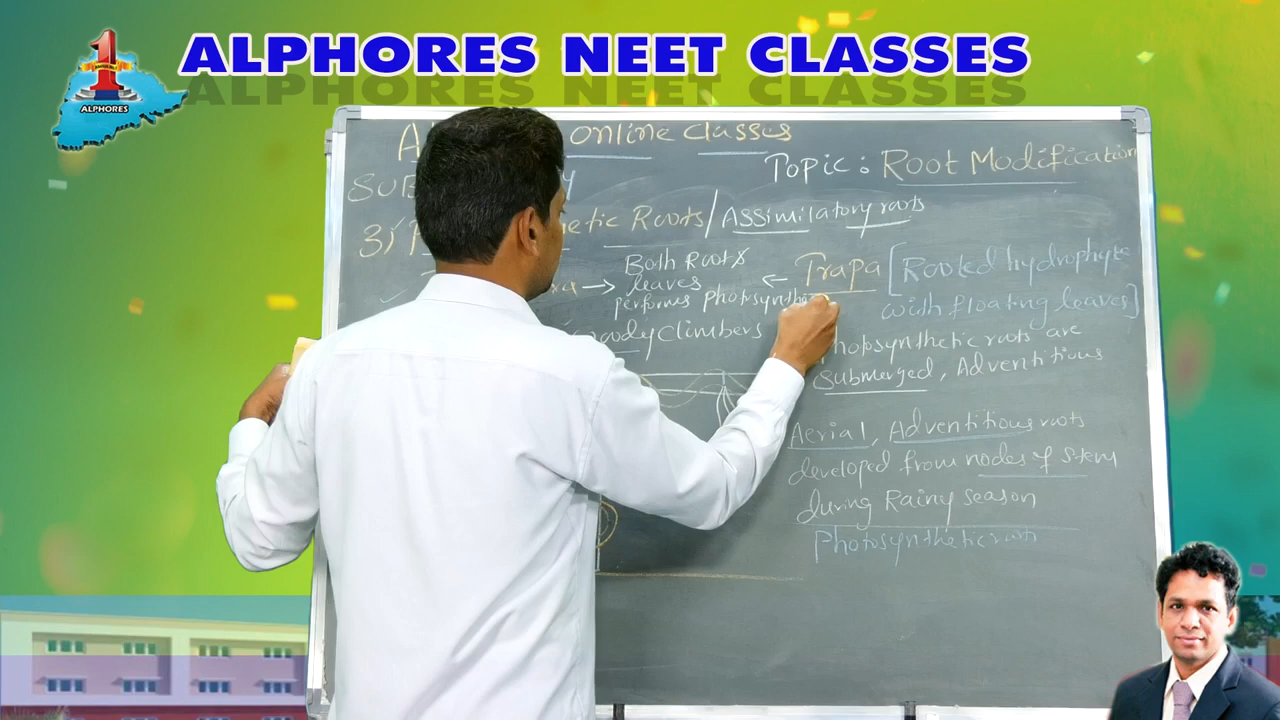 ALPHORES NEET CLASSES
1
ALPHORES
Online Classes
SUB
Topic: Root Modification
3) P etic Roots/Assimilatory roots
Both Roots
leaves
performs photosynthe
← Trapa [Rooted hydrophyte
with floating leaves]
woody climbers
Photosynthetic roots are
Submerged, Adventitious
Aerial, Adventitious roots
developed from nodes of stem
during Rainy season
Photosynthetic roots